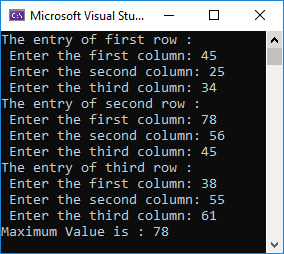 Microsoft Visual Stu...
The entry of first row :
 Enter the first column: 45
 Enter the second column: 25
 Enter the third column: 34
The entry of second row :
 Enter the first column: 78
 Enter the second column: 56
 Enter the third column: 45
The entry of third row :
 Enter the first column: 38
 Enter the second column: 55
 Enter the third column: 61
Maximum Value is : 78